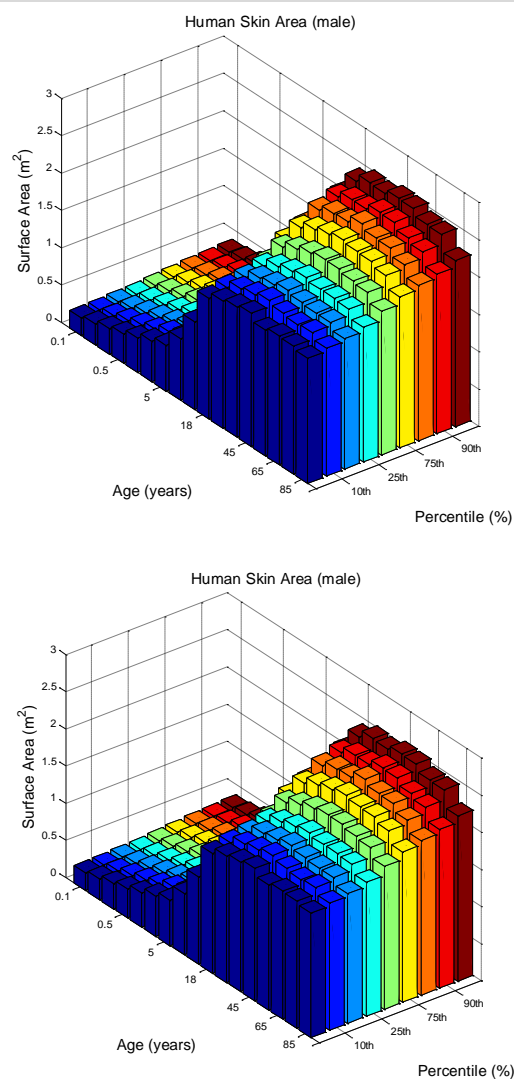 Human Skin Area (male)
3
2.5
2
1.5
1
0.5
0
Surface Area (m²)
0.1
0.5
5
18
45
65
85
Age (years)
10th
25th
75th
90th
Percentile (%)
Human Skin Area (male)
3
2.5
2
1.5
1
0.5
0
Surface Area (m²)
0.1
0.5
5
18
45
65
85
Age (years)
10th
25th
75th
90th
Percentile (%)